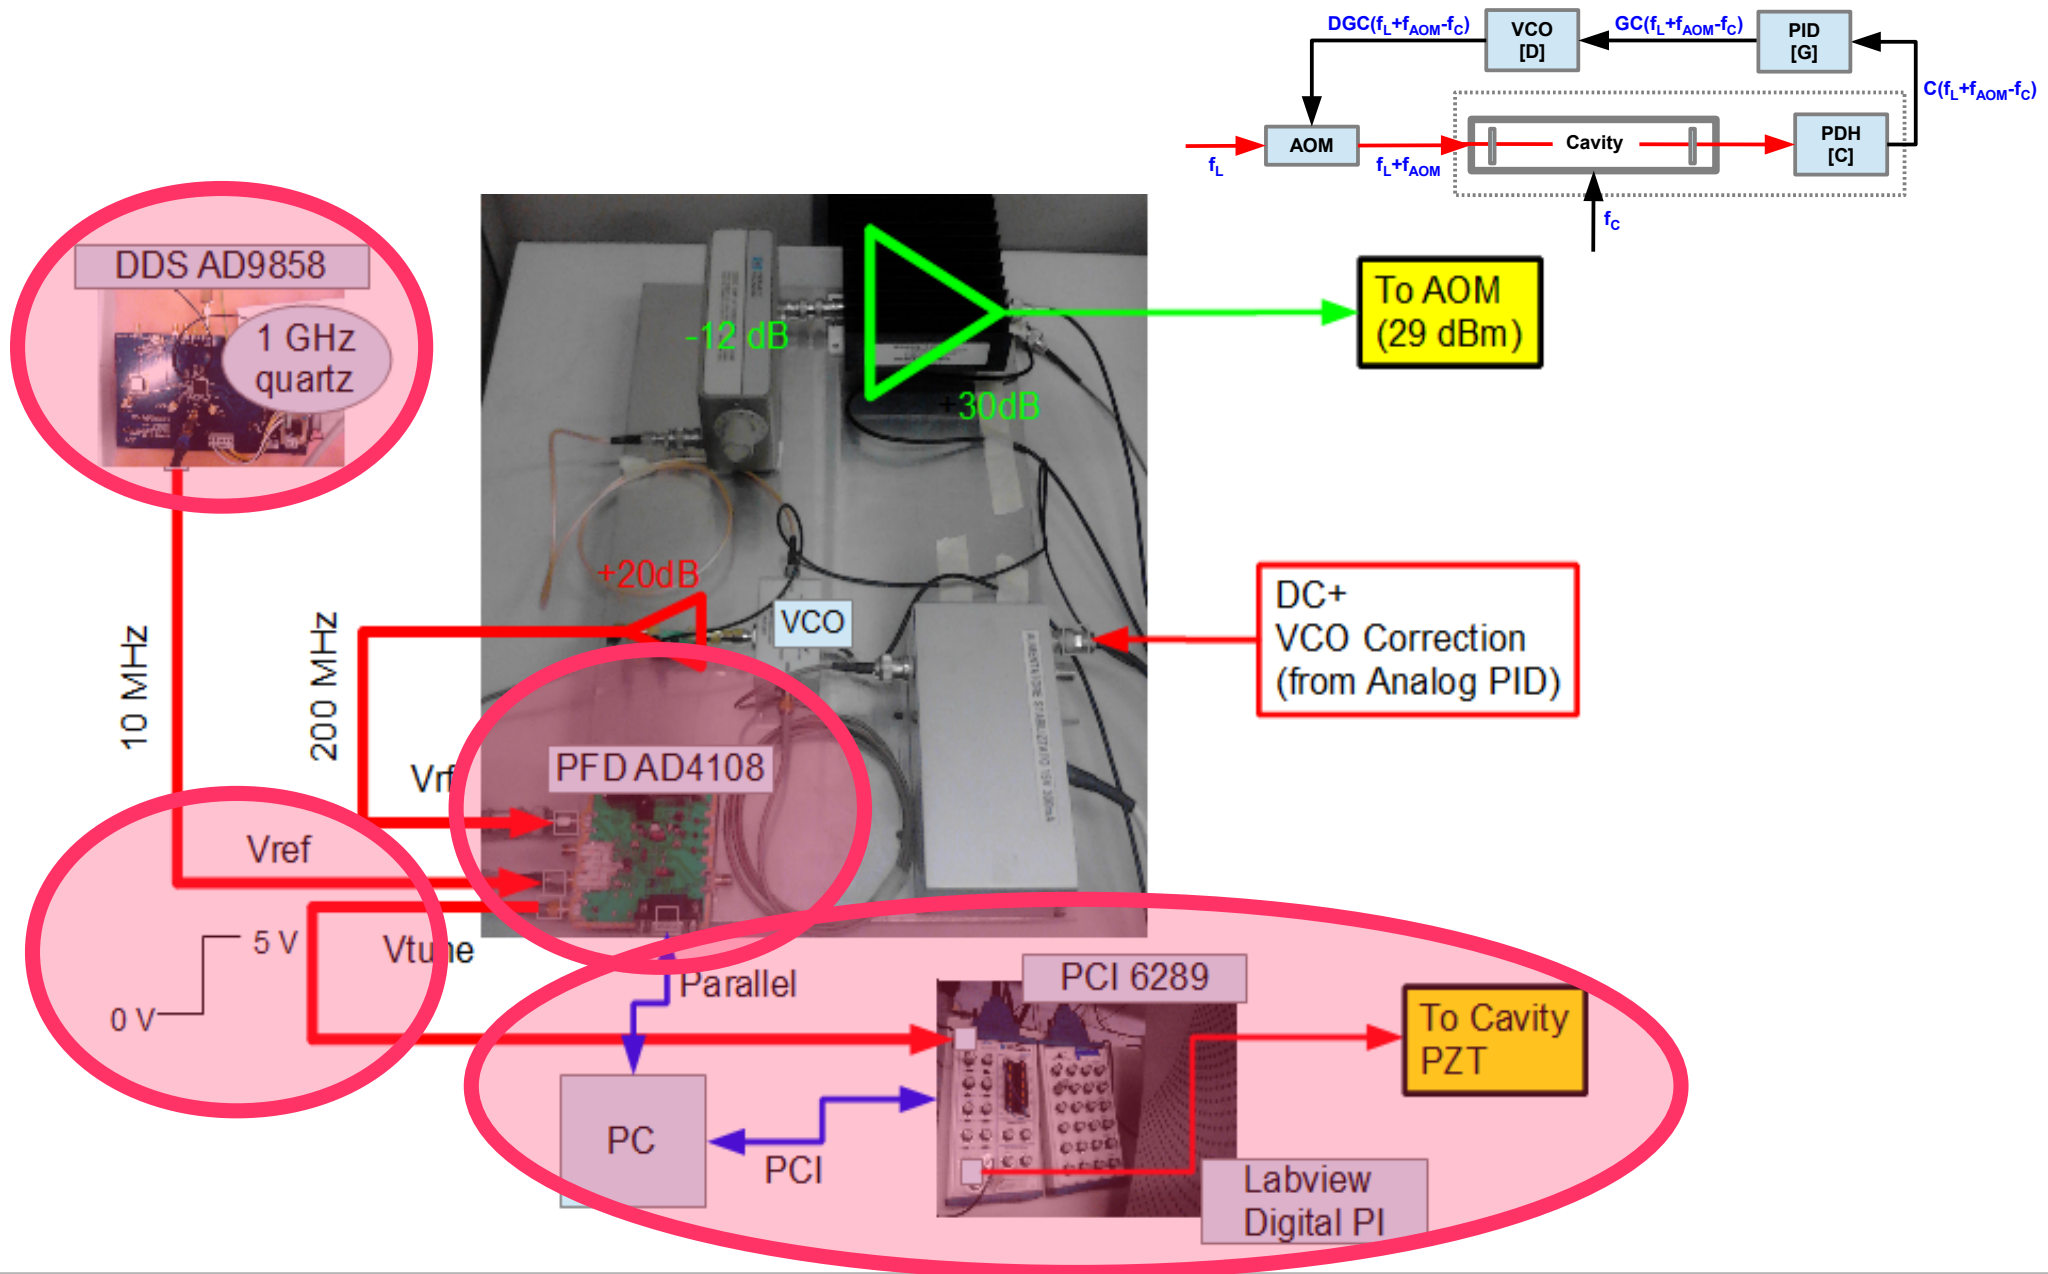 DGC(fL+fAOM-fC)
VCO
[D]
GC(fL+fAOM-fC)
PID
[G]
C(fL+fAOM-fC)
fL
AOM
fL+fAOM
Cavity
PDH
[C]
fC
DDS AD9858
1 GHz
quartz
-12 dB
+30dB
To AOM
(29 dBm)
+20dB
VCO
DC+
VCO Correction
(from Analog PID)
10 MHz
200 MHz
Vrf
PFD AD4108
Vref
Vtune
5 V
0 V
Parallel
PCI 6289
To Cavity
PZT
PC
PCI
Labview
Digital PI